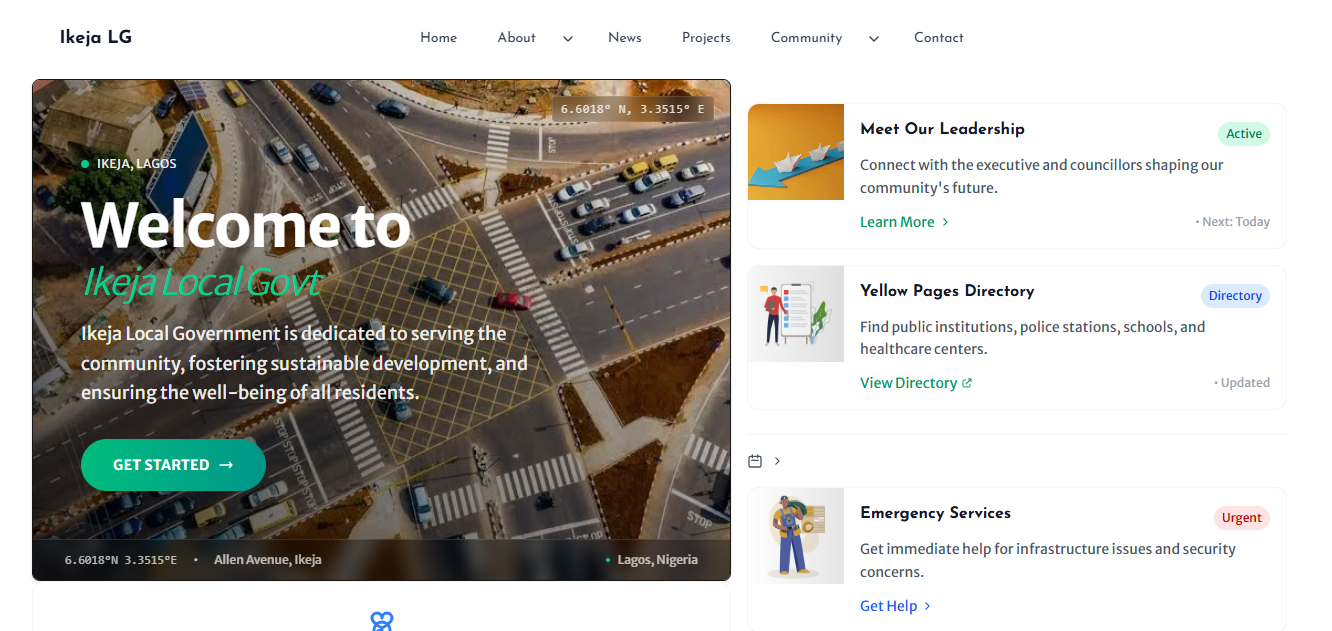 Ikeja LG
Home About News Projects Community Contact
6.6018° N, 3.3515° E
IKEJA, LAGOS
Welcome to
Ikeja Local Govt
Ikeja Local Government is dedicated to serving the
community, fostering sustainable development, and
ensuring the well-being of all residents.
GET STARTED →
6.6018°N 3.3515°E • Allen Avenue, Ikeja
• Lagos, Nigeria
Meet Our Leadership
Active
Connect with the executive and councillors shaping our
community's future.
Learn More
• Next: Today
Yellow Pages Directory
Directory
Find public institutions, police stations, schools, and
healthcare centers.
View Directory
• Updated
Emergency Services
Urgent
Get immediate help for infrastructure issues and security
concerns.
Get Help
STOP
STOP
STOP